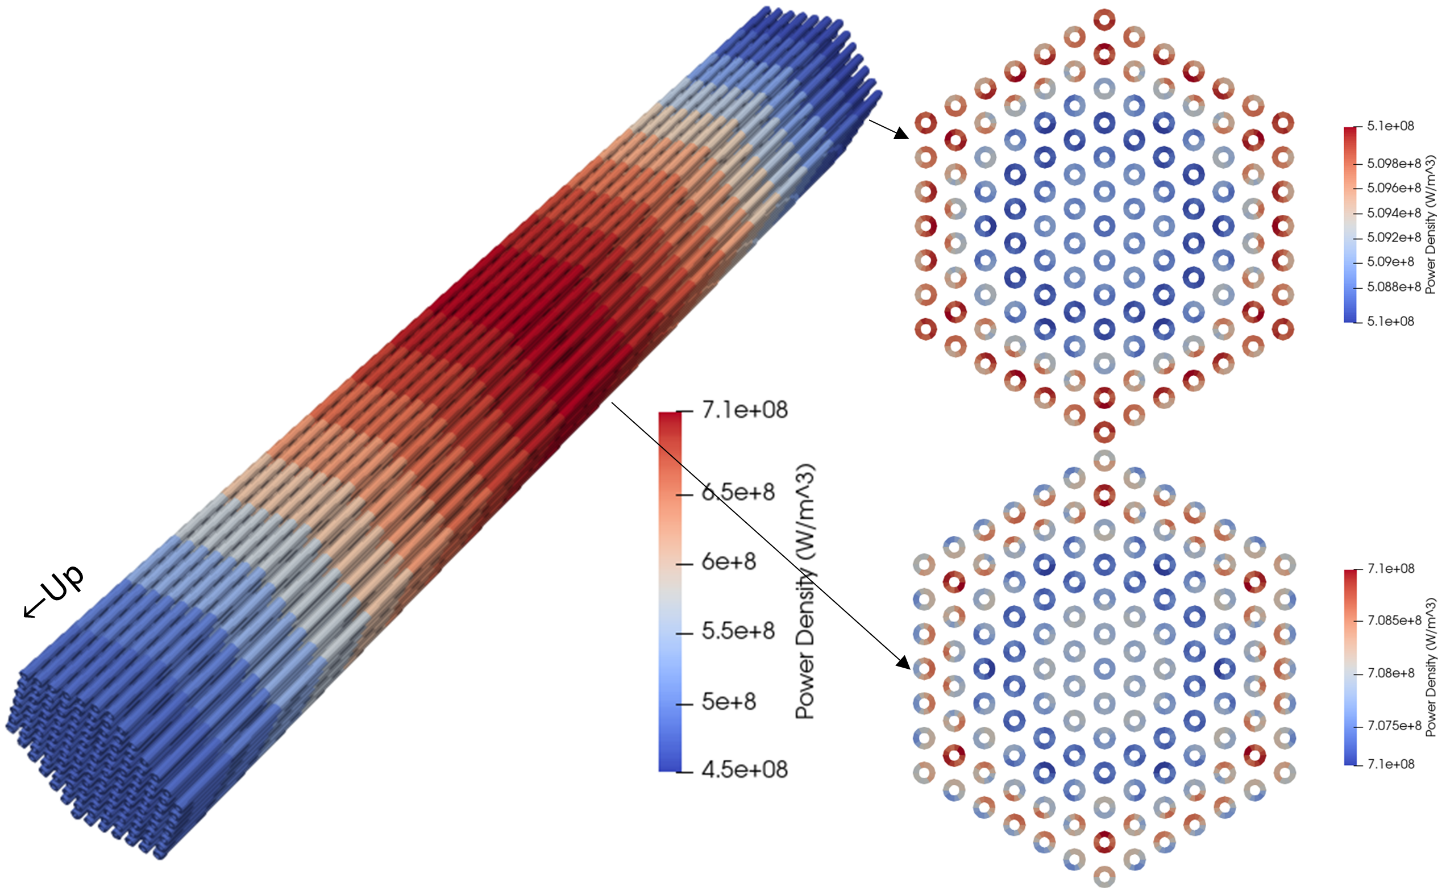 ←Up
7.1e+08
6.5e+8
6e+8
5.5e+8
5e+8
4.5e+08
Power Density (W/m^3)
5.1e+08
5.098e+8
5.096e+8
5.094e+8
5.092e+8
5.09e+8
5.088e+8
5.1e+08
Power Density (W/m^3)
7.1e+08
7.085e+8
7.08e+8
7.075e+8
7.1e+08
Power Density (W/m^3)